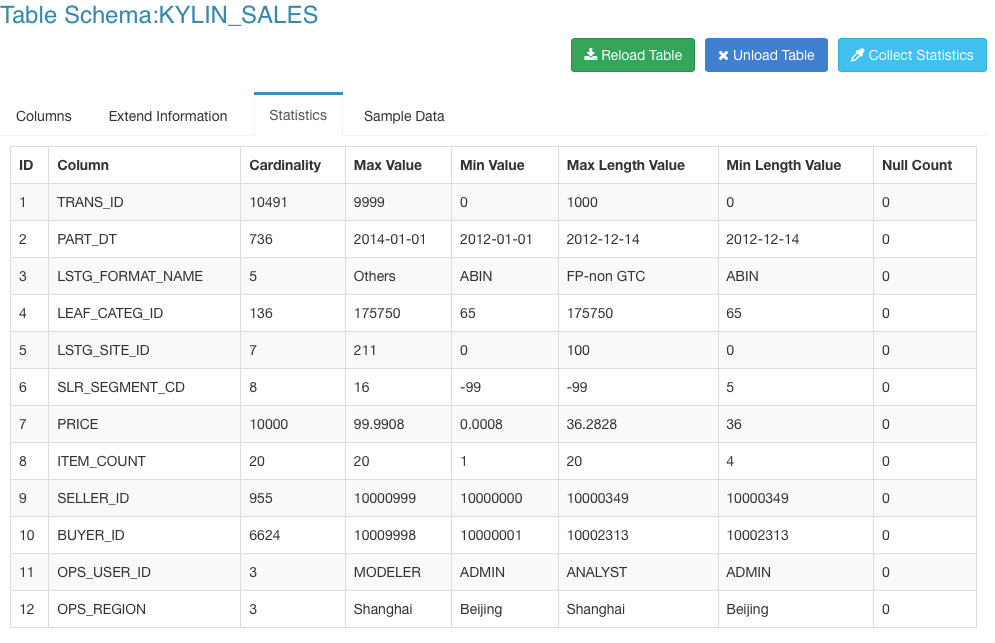 Table Schema:KYLIN_SALES
Reload Table Unload Table Collect Statistics
Columns Extend Information Statistics Sample Data
ID Column Cardinality Max Value Min Value Max Length Value Min Length Value Null Count
1 TRANS_ID 10491 9999 0 1000 0 0
2 PART_DT 736 2014-01-01 2012-01-01 2012-12-14 2012-12-14 0
3 LSTG_FORMAT_NAME 5 Others ABIN FP-non GTC ABIN 0
4 LEAF_CATEG_ID 136 175750 65 175750 65 0
5 LSTG_SITE_ID 7 211 0 100 0 0
6 SLR_SEGMENT_CD 8 16 -99 -99 5 0
7 PRICE 10000 99.9908 0.0008 36.2828 36 0
8 ITEM_COUNT 20 20 1 20 4 0
9 SELLER_ID 955 10000999 10000000 10000349 10000349 0
10 BUYER_ID 6624 10009998 10000001 10002313 10002313 0
11 OPS_USER_ID 3 MODELER ADMIN ANALYST ADMIN 0
12 OPS_REGION 3 Shanghai Beijing Shanghai Beijing 0